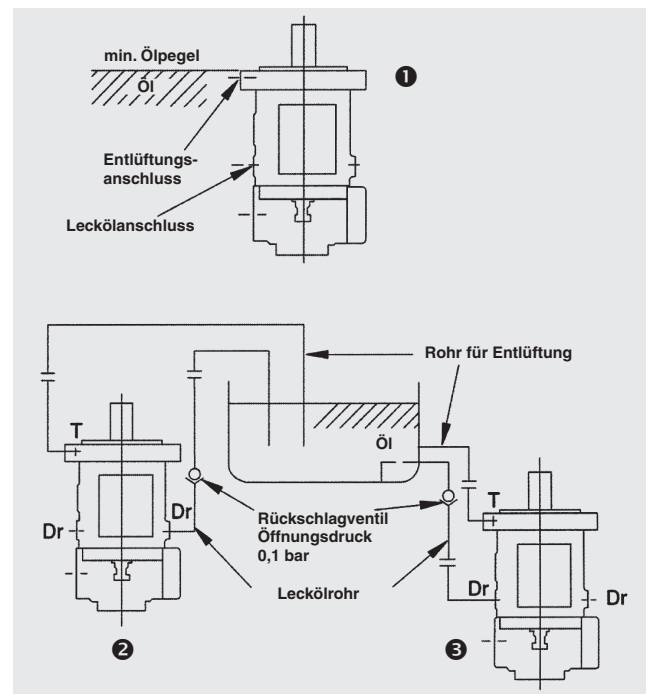 min. Ölpegel
❶
Öl
Entlüftungs-
anschluss
Leckölanschluss
Rohr für Entlüftung
T
Öl
T
Dr
Dr
Rückschlagventil
Öffnungsdruck
0,1 bar
Leckölrohr
Dr
Dr
❷
❸